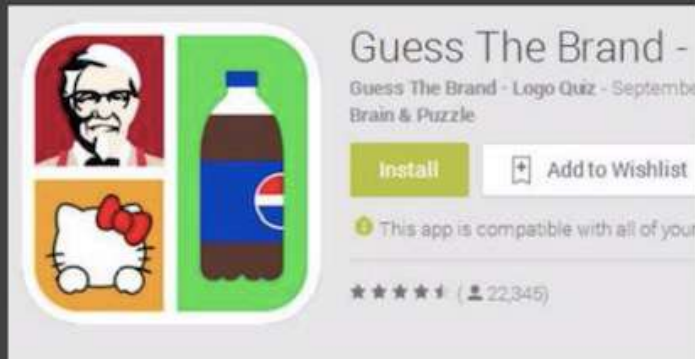 Guess The Brand -
Guess The Brand - Logo Quiz - Septembe
Brain & Puzzle
Install
Add to Wishlist
This app is compatible with all of your
(22,345)